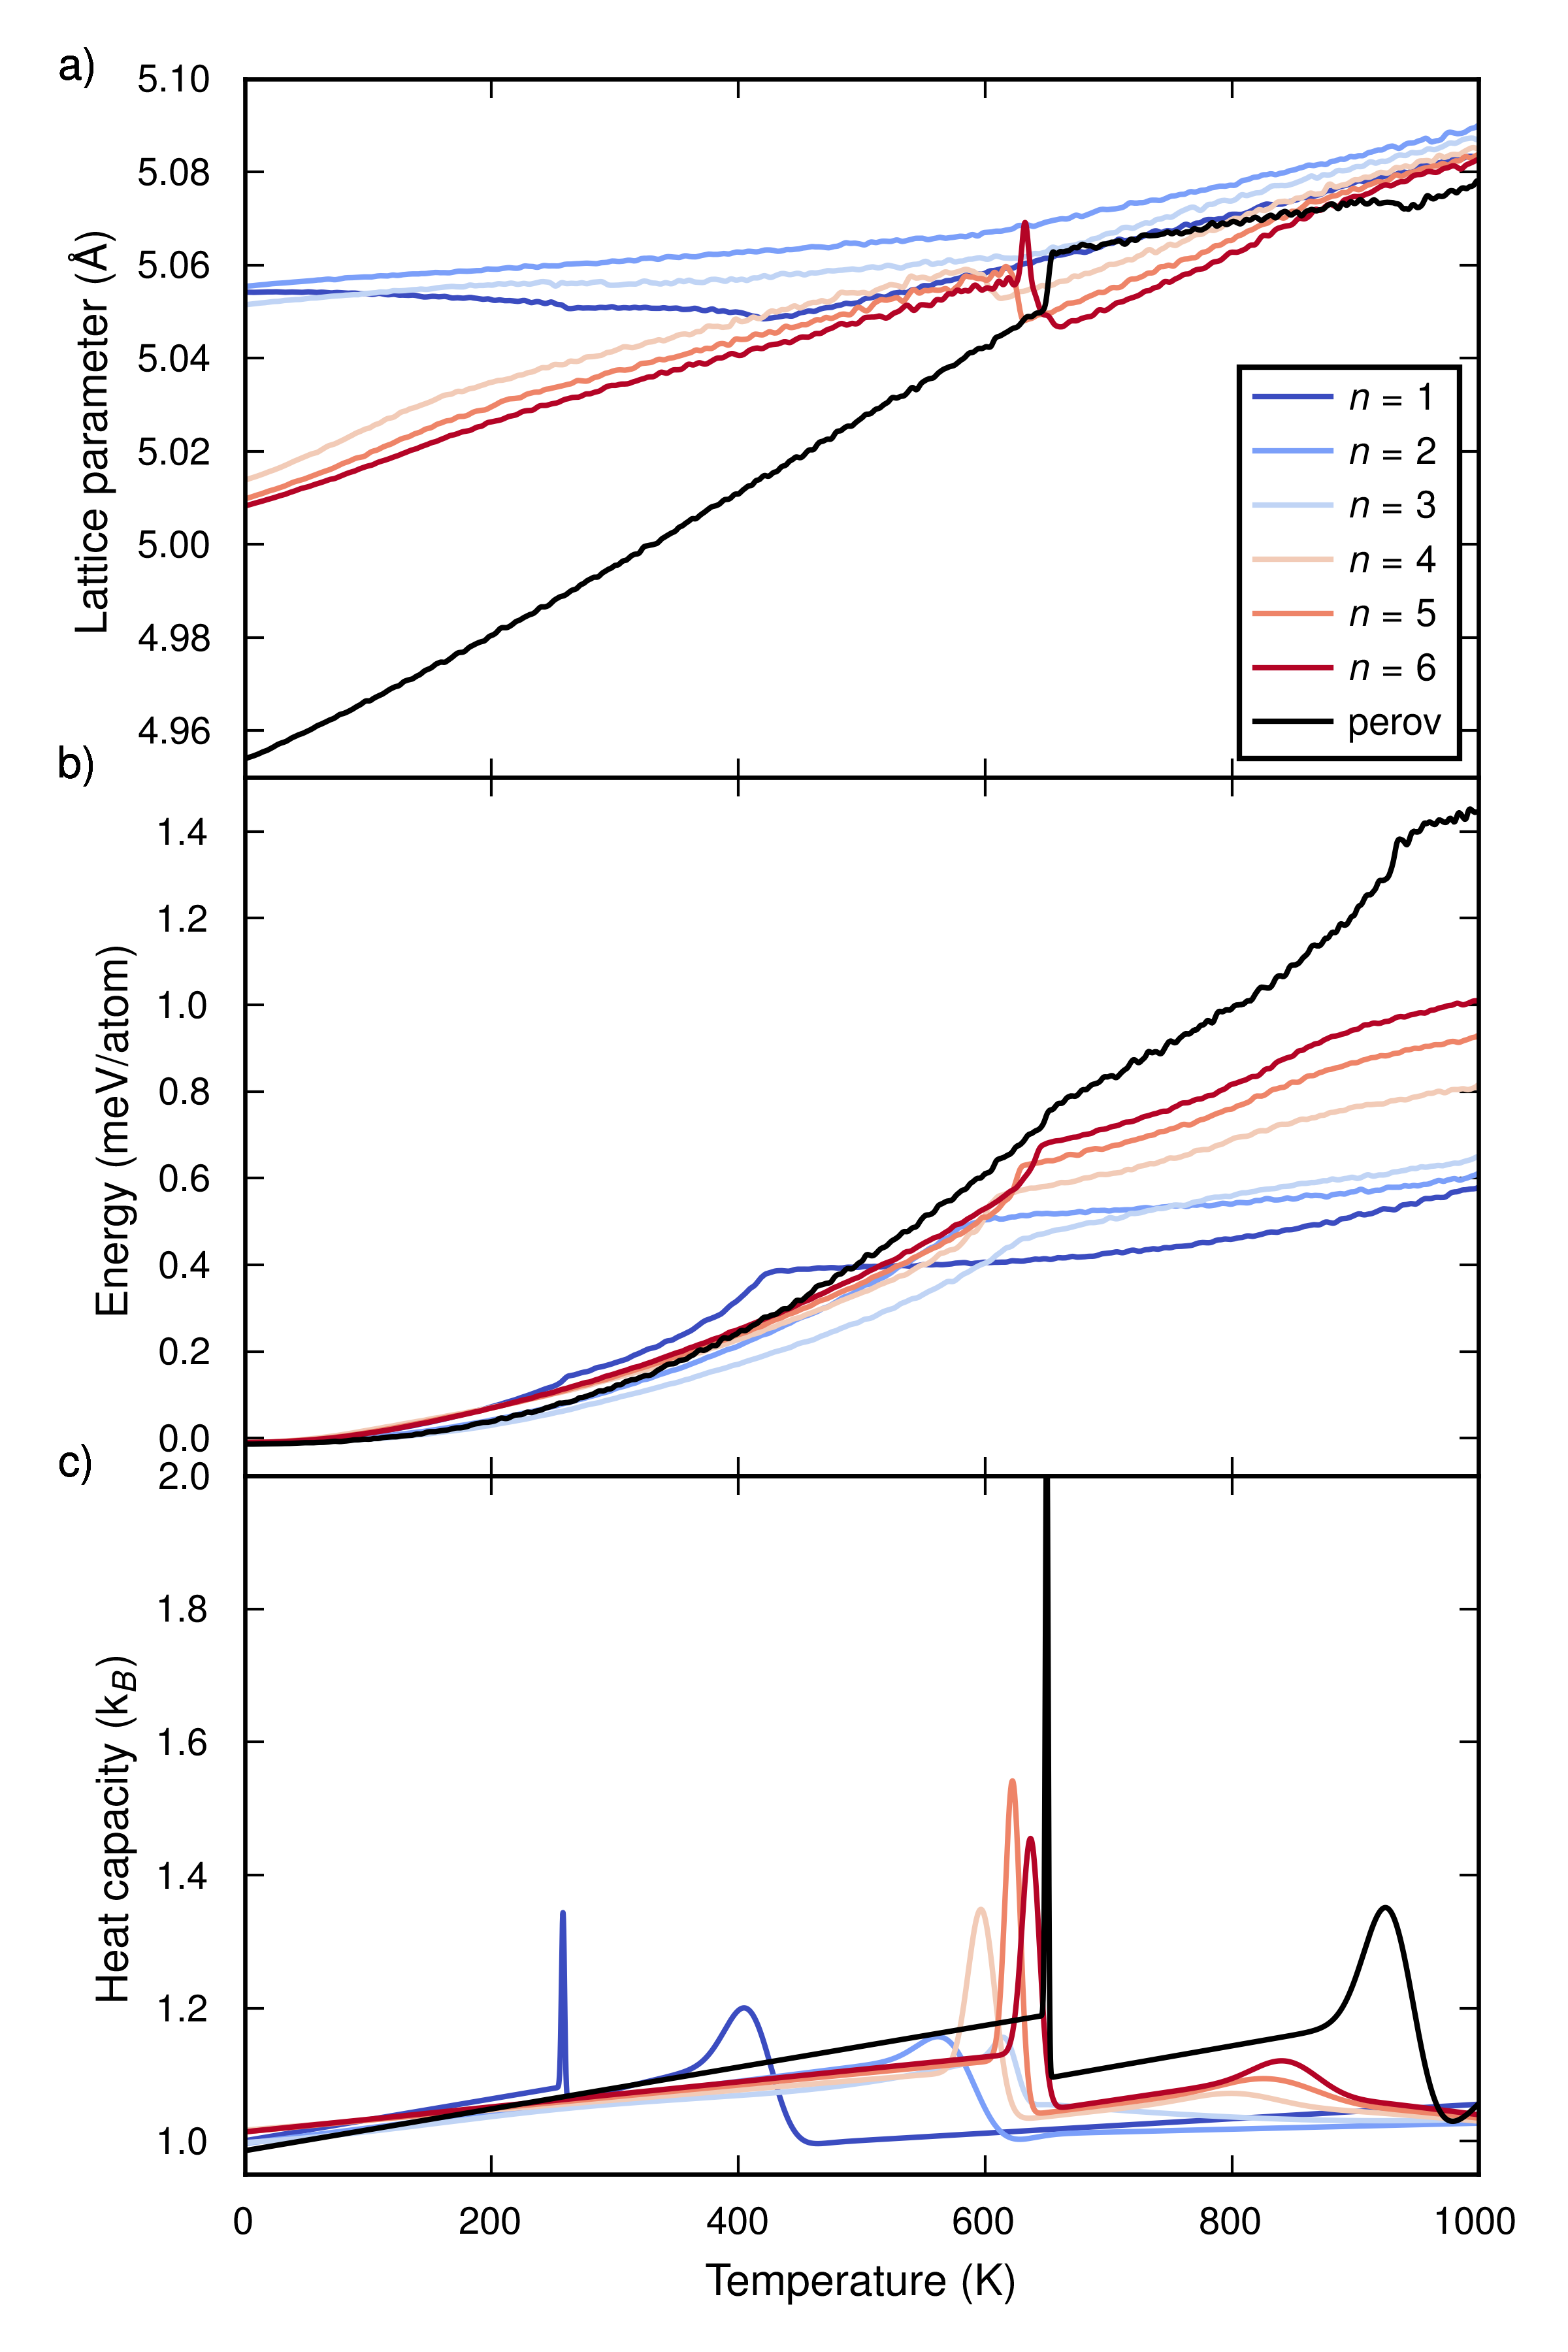 a)
5.10
5.08
5.06
5.04
5.02
5.00
4.98
4.96
Lattice parameter (Å)
n = 1
n = 2
n = 3
n = 4
n = 5
n = 6
perov
b)
1.4
1.2
1.0
0.8
0.6
0.4
0.2
0.0
Energy (meV/atom)
c)
2.0
1.8
1.6
1.4
1.2
1.0
Heat capacity (k_B)
0 200 400 600 800 1000
Temperature (K)